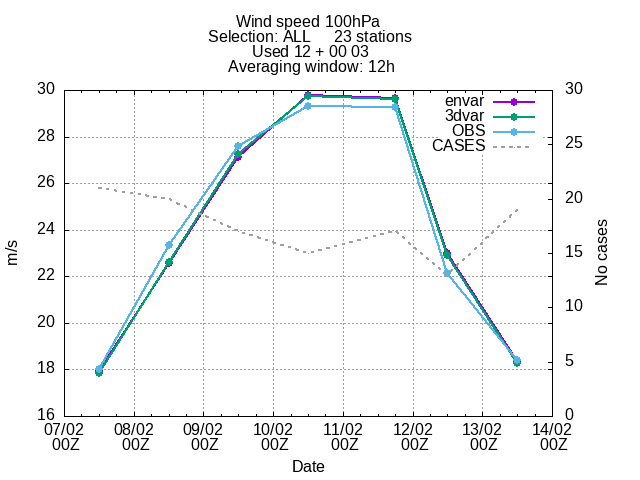 Wind speed 100hPa
Selection: ALL 23 stations
Used 12 + 00 03
Averaging window: 12h
30 30
envar
3dvar
OBS
CASES
28
25
26
24
20
m/s
No cases
15
22
10
20
5
18
16 0
07/02 08/02 09/02 10/02 11/02 12/02 13/02 14/02
00Z 00Z 00Z 00Z 00Z 00Z 00Z 00Z
Date